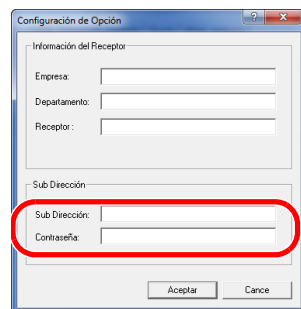 Configuración de Opción
Información del Receptor
Empresa:
Departamento:
Receptor :
Sub Dirección
Sub Dirección:
Contraseña:
Aceptar Cance